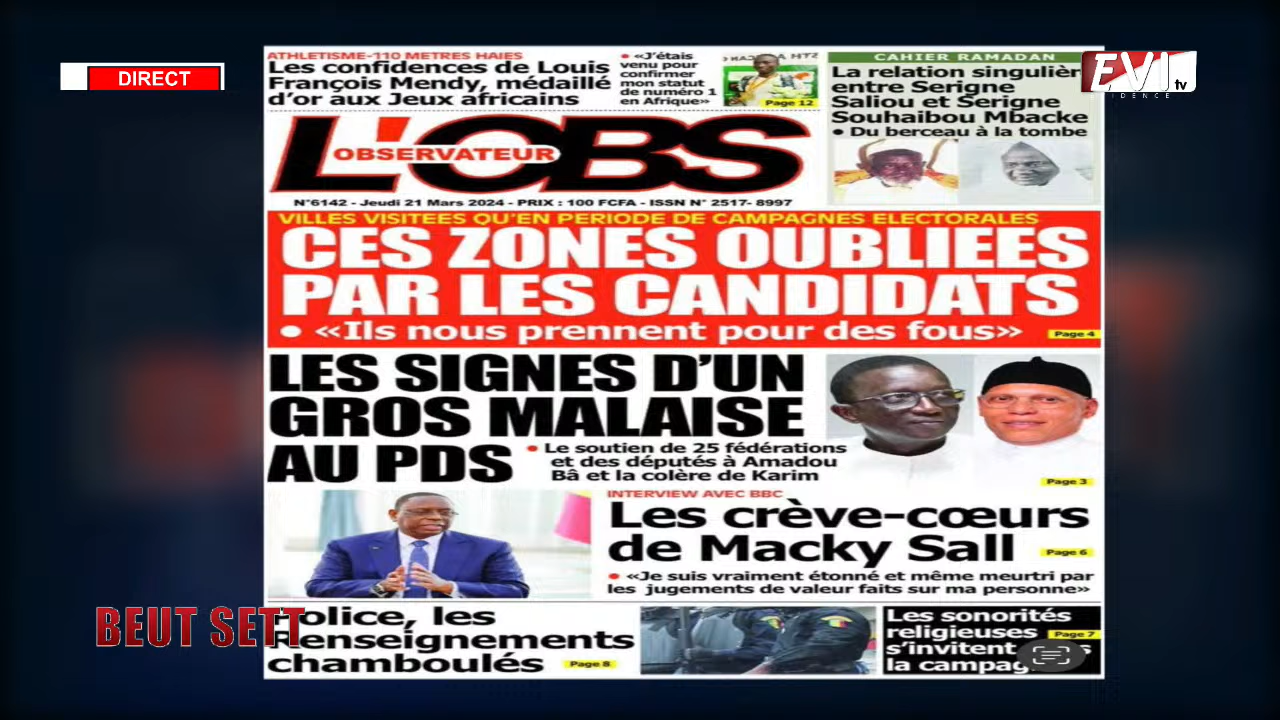 DIRECT
EVI tv
IDENCE
ATHLETISME-110 METRES HAIES
Les confidences de Louis
François Mendy, médaillé
d'or aux Jeux africains
• «J'étais
venu pour
confirmer
mon statut
de numéro 1
en Afrique»
Page 12
CAHIER RAMADAN
La relation singulièr
entre Serigne
Saliou et Serigne
Souhaibou Mbacke
• Du berceau à la tombe
L'OBS
OBSERVATEUR
N°6142 - Jeudi 21 Mars 2024 - PRIX : 100 FCFA - ISSN N° 2517- 8997
VILLES VISITEES QU'EN PERIODE DE CAMPAGNES ELECTORALES
CES ZONES OUBLIEES
PAR LES CANDIDATS
• «Ils nous prennent pour des fous»
Page 4
LES SIGNES D'UN
GROS MALAISE
AU PDS
• Le soutien de 25 fédérations
et des députés à Amadou
Bâ et la colère de Karim
Page 3
INTERVIEW AVEC BBC
Les crève-cœurs
de Macky Sall
Page 6
• «Je suis vraiment étonné et même meurtri par
les jugements de valeur faits sur ma personne»
BEUT SETT
Police, les
Renseignements
chamboulés
Page 8
Les sonorités
religieuses
Page 7
s'invitent
la campag